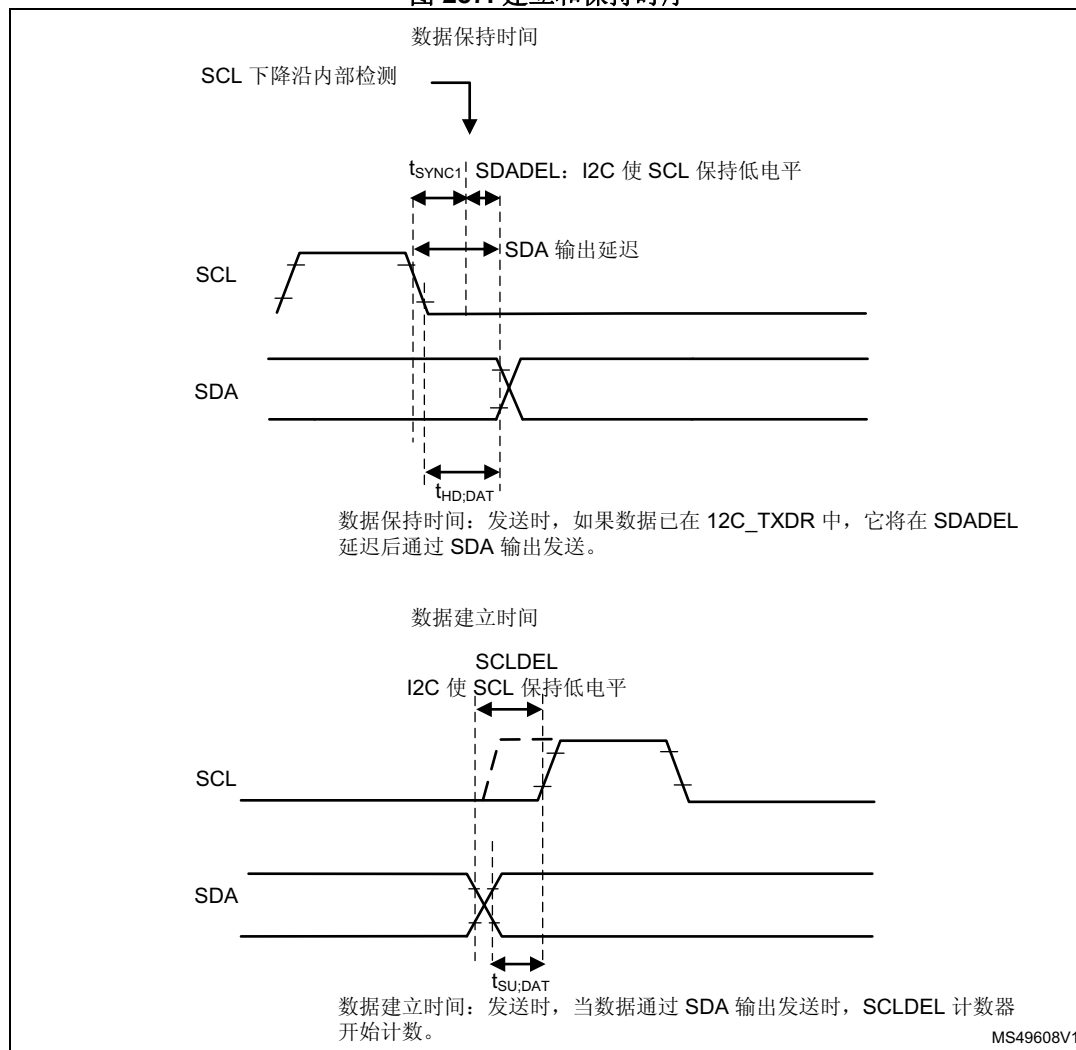 数据保持时间
SCL 下降沿内部检测
tSYNC1 SDADEL：I2C 使 SCL 保持低电平
SDA 输出延迟
SCL
SDA
tHD;DAT
数据保持时间：发送时，如果数据已在 12C_TXDR 中，它将在 SDADEL
延迟后通过 SDA 输出发送。
数据建立时间
SCLDEL
I2C 使 SCL 保持低电平
SCL
SDA
tSU;DAT
数据建立时间：发送时，当数据通过 SDA 输出发送时，SCLDEL 计数器
开始计数。
MS49608V1